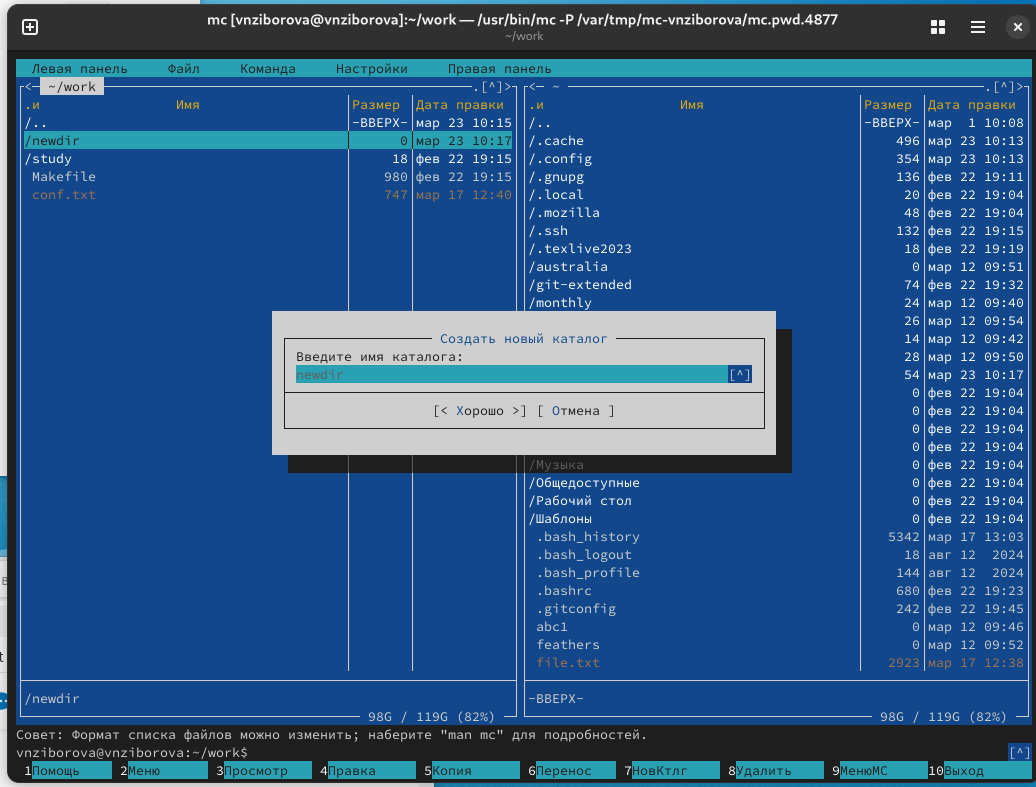 mc [vnziborova@vnziborova]:~/work — /usr/bin/mc -P /var/tmp/mc-vnziborova/mc.pwd.4877
~/work
Левая панель Файл Команда Настройки Правая панель
<- ~/work .[^]>
.и Имя Размер Дата правки
/.. -ВВЕРХ- мар 23 10:15
/newdir 0 мар 23 10:17
/study 18 фев 22 19:15
Makefile 980 фев 22 19:15
conf.txt 747 мар 17 12:40
/newdir
98G / 119G (82%)
<- ~ .[^]>
.и Имя Размер Дата правки
/.. -ВВЕРХ- мар 1 10:08
/.cache 496 мар 23 10:13
/.config 354 мар 23 10:13
/.gnupg 136 фев 22 19:11
/.local 20 фев 22 19:04
/.mozilla 48 фев 22 19:04
/.ssh 132 фев 22 19:15
/.texlive2023 18 фев 22 19:19
/australia 0 мар 12 09:51
/git-extended 74 фев 22 19:32
/monthly 24 мар 12 09:40
26 мар 12 09:54
14 мар 12 09:42
28 мар 12 09:50
54 мар 23 10:17
0 фев 22 19:04
0 фев 22 19:04
0 фев 22 19:04
0 фев 22 19:04
/Музыка 0 фев 22 19:04
/Общедоступные 0 фев 22 19:04
/Рабочий стол 0 фев 22 19:04
/Шаблоны 0 фев 22 19:04
.bash_history 5342 мар 17 13:03
.bash_logout 18 авг 12 2024
.bash_profile 144 авг 12 2024
.bashrc 680 фев 22 19:23
.gitconfig 242 фев 22 19:45
abc1 0 мар 12 09:46
feathers 0 мар 12 09:52
file.txt 2923 мар 17 12:38
-ВВЕРХ-
98G / 119G (82%)
Создать новый каталог
Введите имя каталога:
newdir [^]
[< Хорошо >] [ Отмена ]
Совет: Формат списка файлов можно изменить; наберите "man mc" для подробностей.
vnziborova@vnziborova:~/work$ [^]
1Помощь 2Меню 3Просмотр 4Правка 5Копия 6Перенос 7НовКтлг 8Удалить 9МенюМС 10Выход